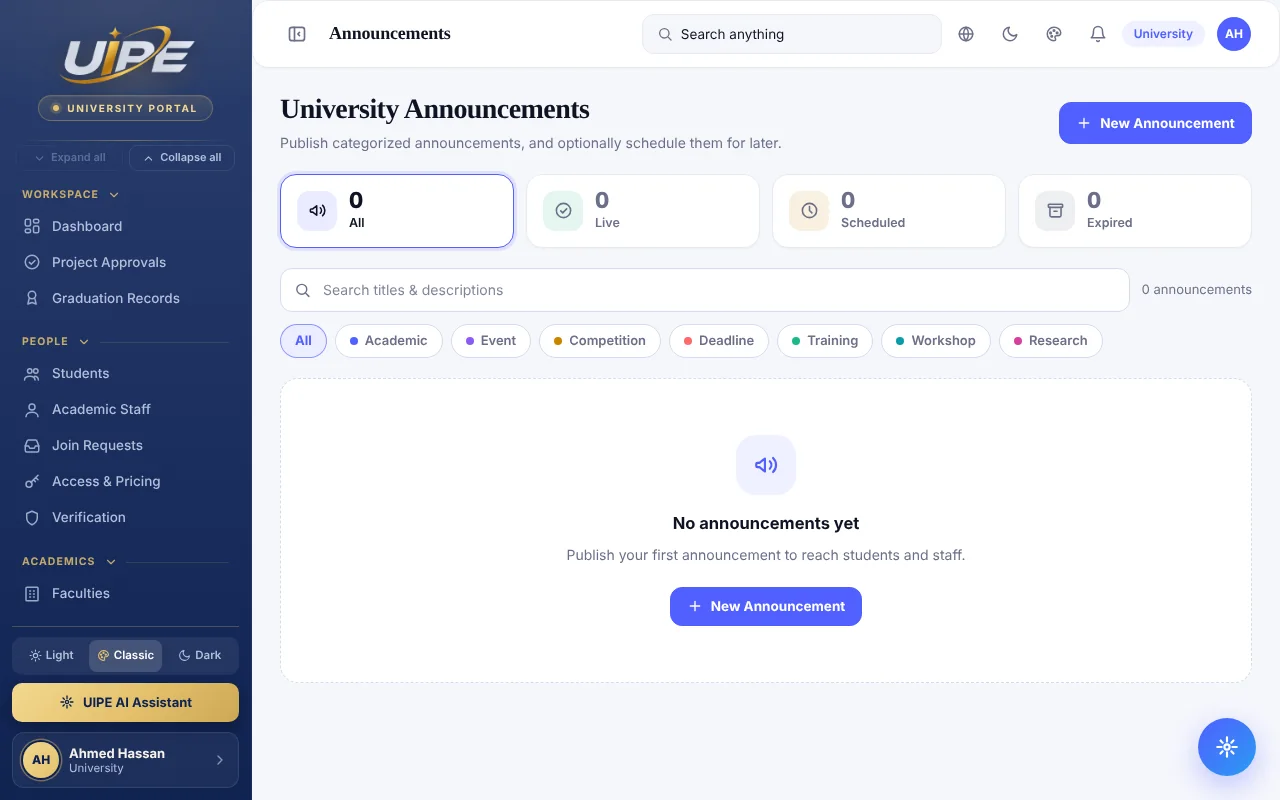 UIPE
UNIVERSITY PORTAL
Expand all
Collapse all
WORKSPACE
Dashboard
Project Approvals
Graduation Records
PEOPLE
Students
Academic Staff
Join Requests
Access & Pricing
Verification
ACADEMICS
Faculties
Light
Classic
Dark
UIPE AI Assistant
AH
Ahmed Hassan
University
Announcements
Search anything
University
AH
University Announcements
Publish categorized announcements, and optionally schedule them for later.
New Announcement
0
All
0
Live
0
Scheduled
0
Expired
Search titles & descriptions
0 announcements
All
Academic
Event
Competition
Deadline
Training
Workshop
Research
No announcements yet
Publish your first announcement to reach students and staff.
New Announcement